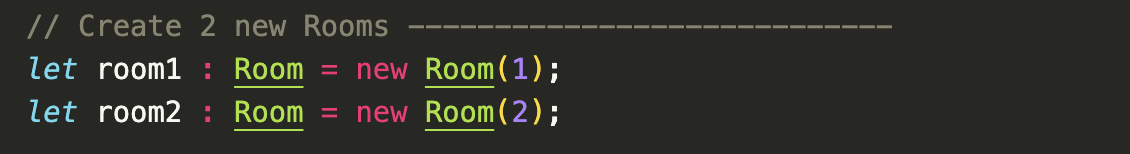 // Create 2 new Rooms ----------------------------
let room1 : Room = new Room(1);
let room2 : Room = new Room(2);